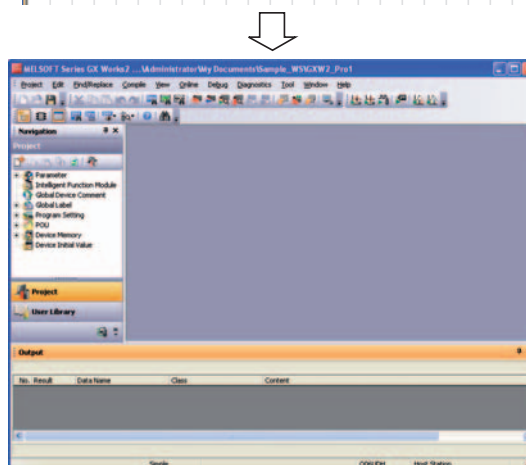 MELSOFT Series GX Works2 ...\Administrator\My Documents\Sample_WS\GXW2_Pro1
Project Edit Find/Replace Compile View Online Debug Diagnostics Tool Window Help
Navigation
Project
Parameter
Intelligent Function Module
Global Device Comment
Global Label
Program Setting
POU
Device Memory
Device Initial Value
Project
User Library
Output
No. Result Data Name Class Content
Simple Q06UDH Host Station